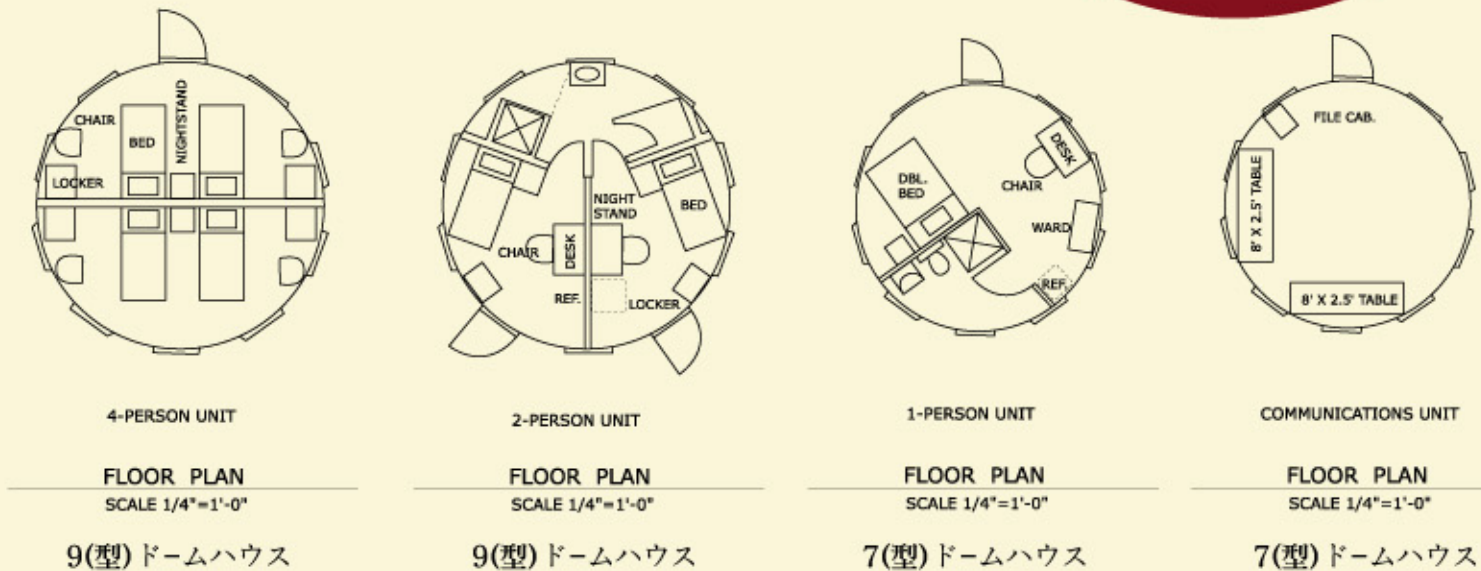 CHAIR
BED
NIGHTSTAND
LOCKER
4-PERSON UNIT
FLOOR PLAN
SCALE 1/4"=1'-0"
9(型)ドームハウス
NIGHT
STAND
BED
CHAIR
DESK
REF.
LOCKER
2-PERSON UNIT
FLOOR PLAN
SCALE 1/4"=1'-0"
9(型)ドームハウス
DESK
DBL.
BED
CHAIR
WARD
REF.
1-PERSON UNIT
FLOOR PLAN
SCALE 1/4"=1'-0"
7(型)ドームハウス
FILE CAB.
8' X 2.5' TABLE
8' X 2.5' TABLE
COMMUNICATIONS UNIT
FLOOR PLAN
SCALE 1/4"=1'-0"
7(型)ドームハウス